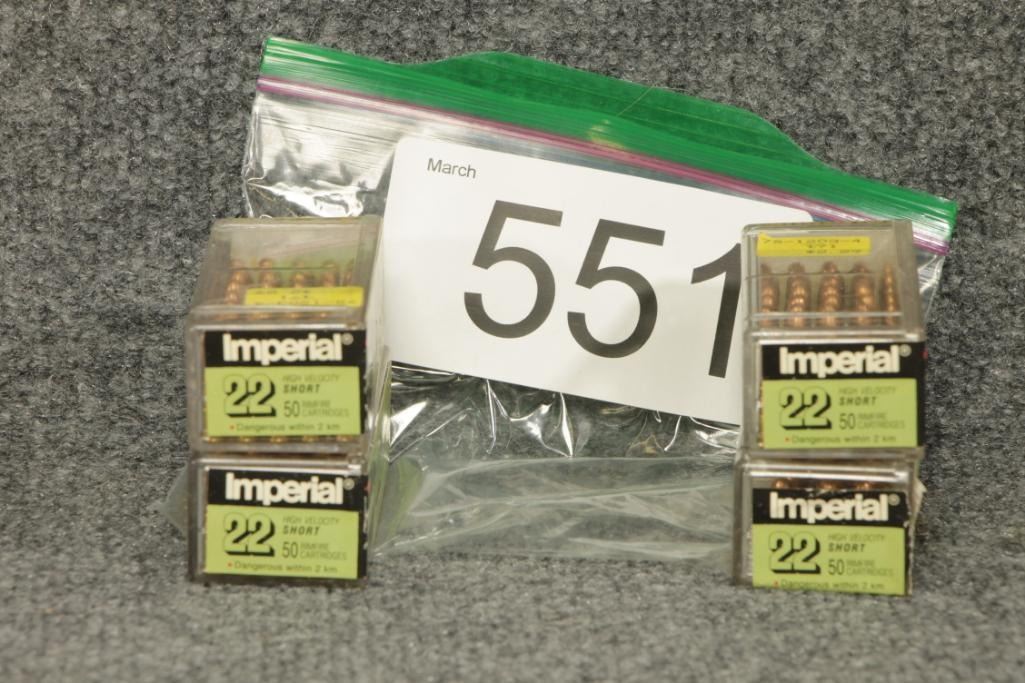 March
551
Imperial®
22
HIGH VELOCITY
SHORT
50 RIMFIRE
CARTRIDGES
• Dangerous within 2 km
Imperial®
22
HIGH VELOCITY
SHORT
50 RIMFIRE
CARTRIDGES
• Dangerous within 2 km
Imperial®
22
HIGH VELOCITY
SHORT
50 RIMFIRE
CARTRIDGES
• Dangerous within 2 km
Imperial®
22
HIGH VELOCITY
SHORT
50 RIMFIRE
CARTRIDGES
• Dangerous within 2 km